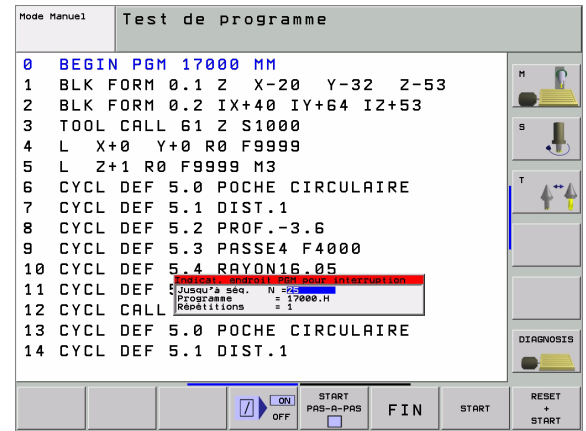 Mode Manuel
Test de programme
0 BEGIN PGM 17000 MM
1 BLK FORM 0.1 Z X-20 Y-32 Z-53
2 BLK FORM 0.2 IX+40 IY+64 IZ+53
3 TOOL CALL 61 Z S1000
4 L X+0 Y+0 R0 F9999
5 L Z+1 R0 F9999 M3
6 CYCL DEF 5.0 POCHE CIRCULAIRE
7 CYCL DEF 5.1 DIST.1
8 CYCL DEF 5.2 PROF.-3.6
9 CYCL DEF 5.3 PASSE4 F4000
10 CYCL DEF 5.4 RAYON16.05
Indicat. endroit PGM pour interruption
11 CYCL DEF
Jusqu'à séq. N =25
Programme = 17000.H
12 CYCL CALL
Répétitions = 1
13 CYCL DEF 5.0 POCHE CIRCULAIRE
14 CYCL DEF 5.1 DIST.1
M
S
T
DIAGNOSIS
ON
OFF
START
PAS-A-PAS
FIN
START
RESET
+
START